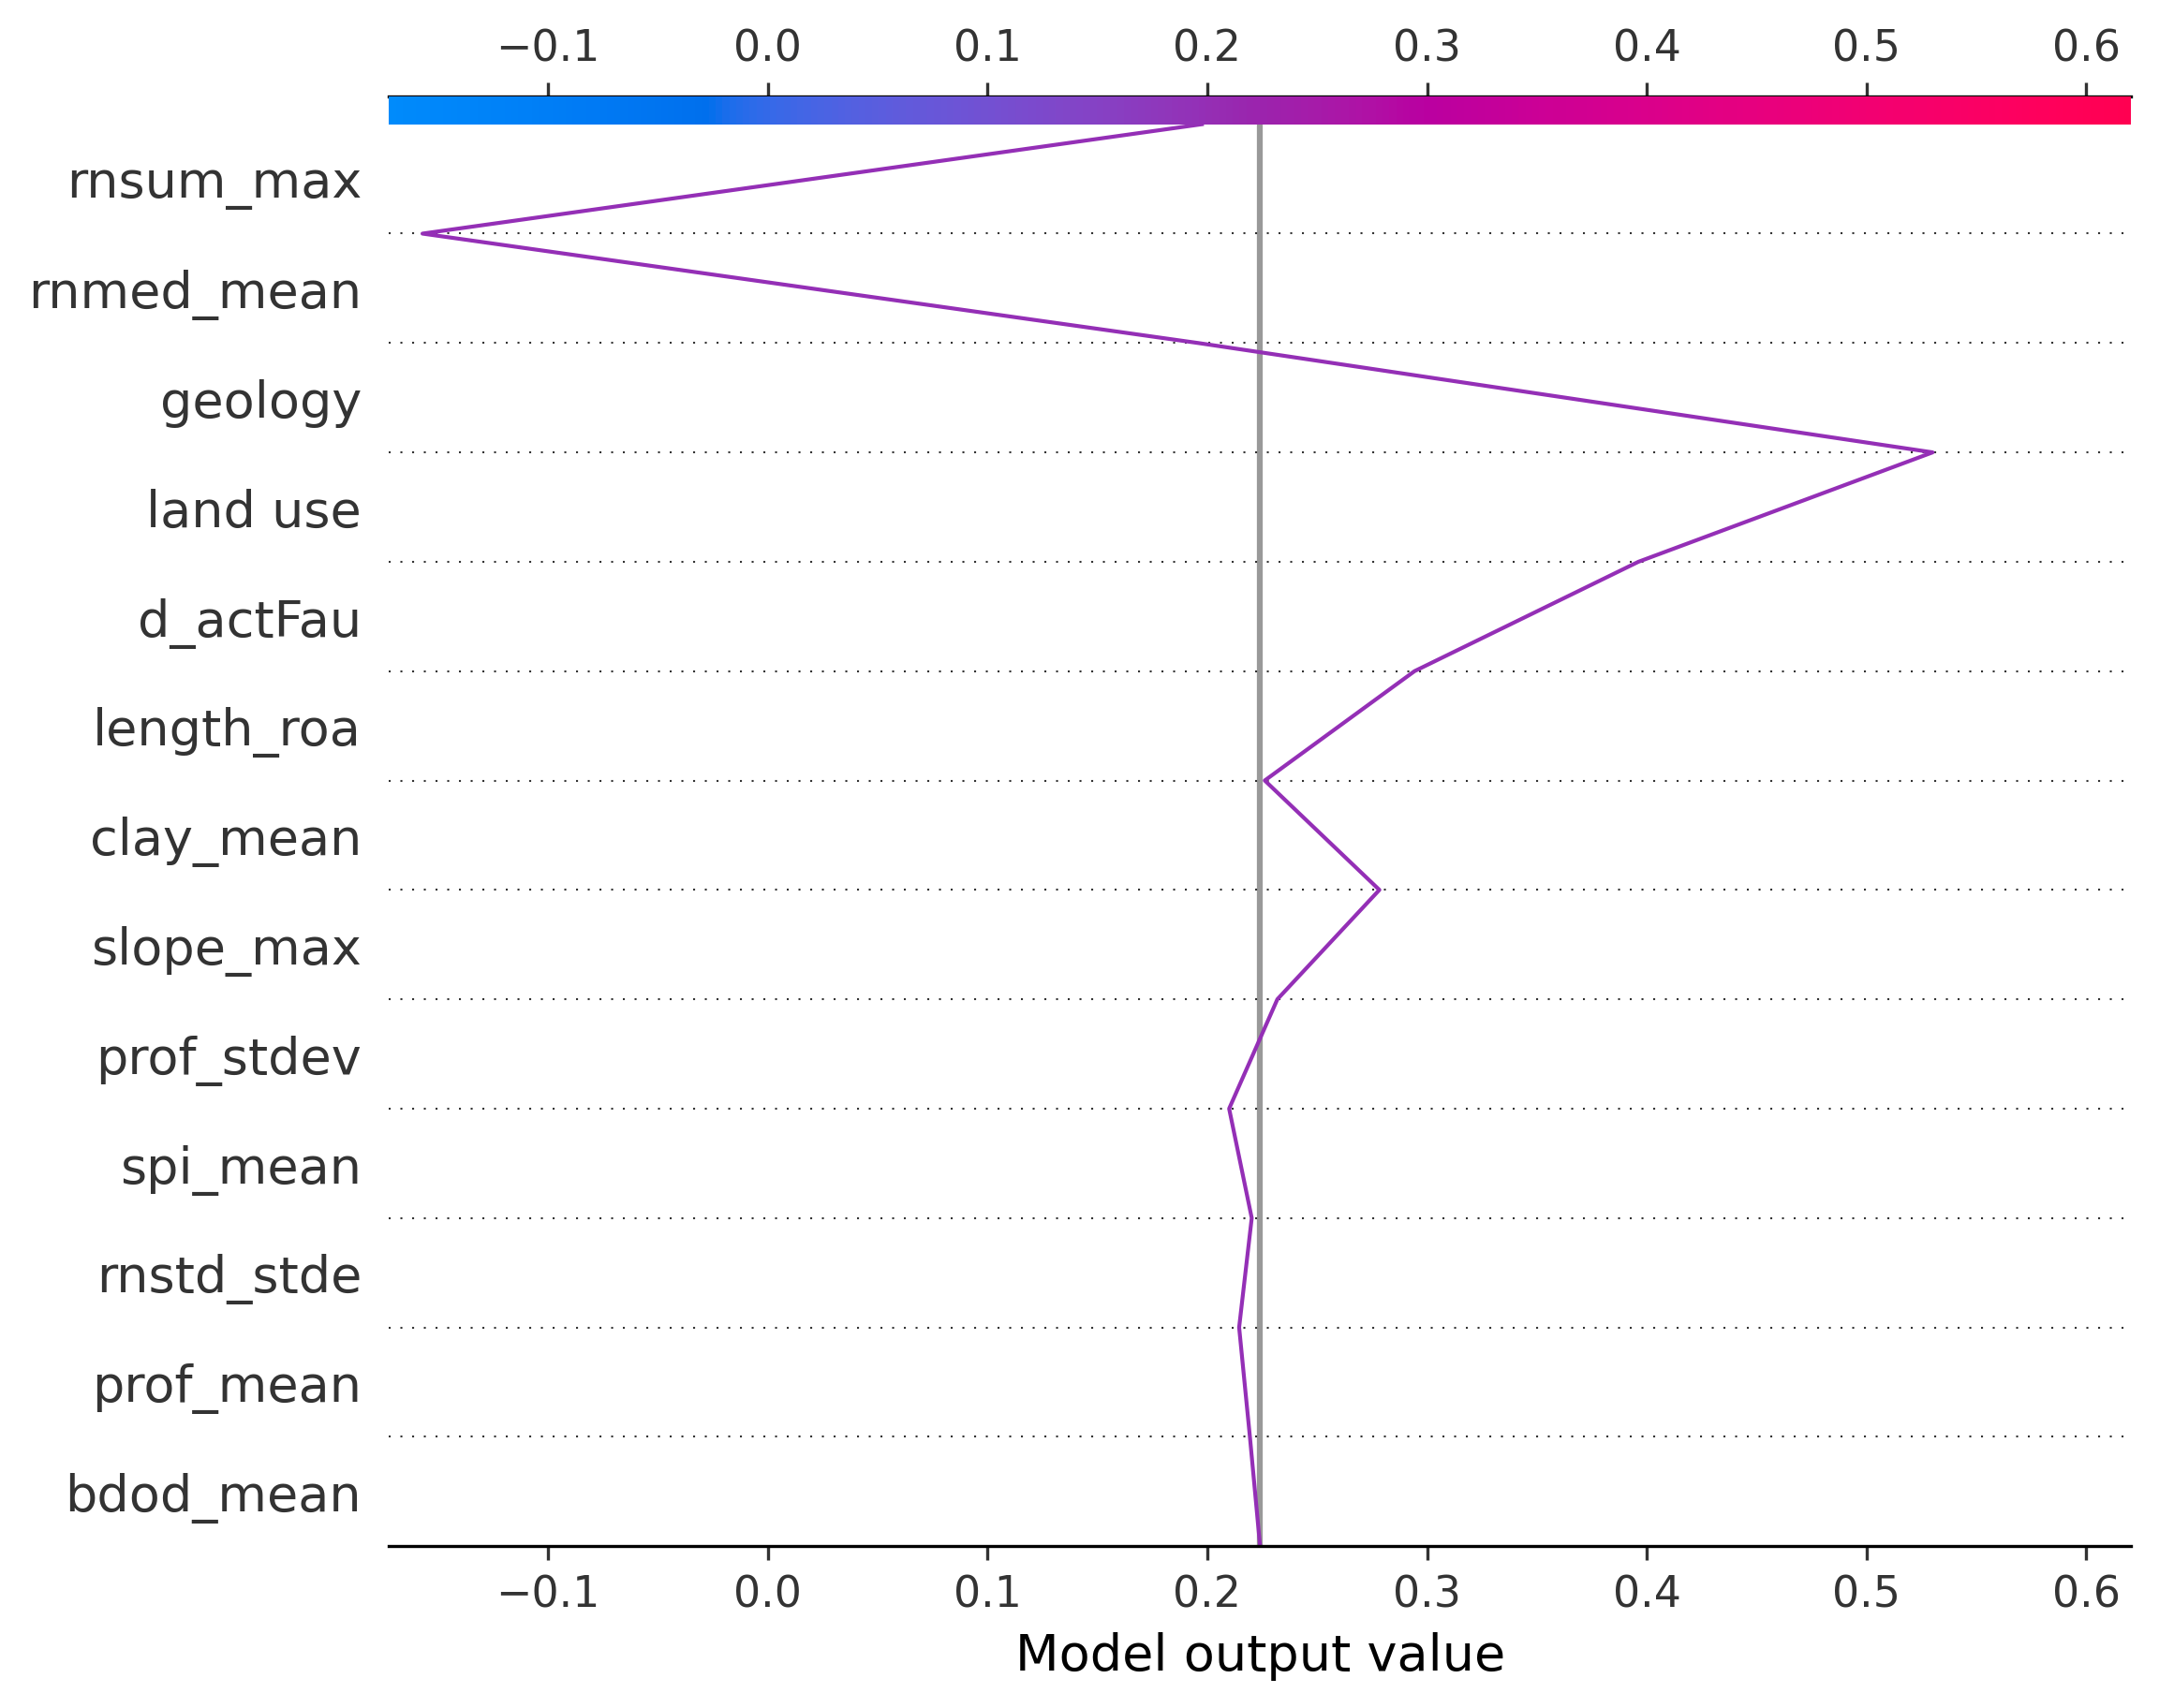 −0.1 0.0 0.1 0.2 0.3 0.4 0.5 0.6
rnsum_max
rnmed_mean
geology
land use
d_actFau
length_roa
clay_mean
slope_max
prof_stdev
spi_mean
rnstd_stde
prof_mean
bdod_mean
−0.1 0.0 0.1 0.2 0.3 0.4 0.5 0.6
Model output value